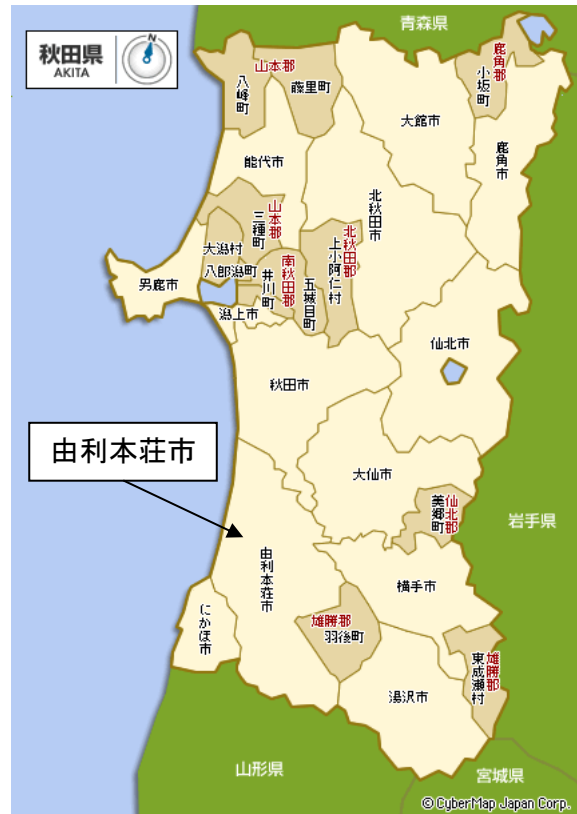 青森県
秋田県
AKITA
N
山本郡
八峰町
藤里町
鹿角郡
小坂町
大館市
鹿角市
能代市
北秋田市
山本郡
三種町
大潟村
八郎潟町
南秋田郡
井川町
五城目町
北秋田郡
上小阿仁村
男鹿市
潟上市
仙北市
秋田市
由利本荘市
大仙市
仙北郡
美郷町
岩手県
由利本荘市
横手市
にかほ市
雄勝郡
羽後町
雄勝郡
東成瀬村
湯沢市
山形県
宮城県
© CyberMap Japan Corp.